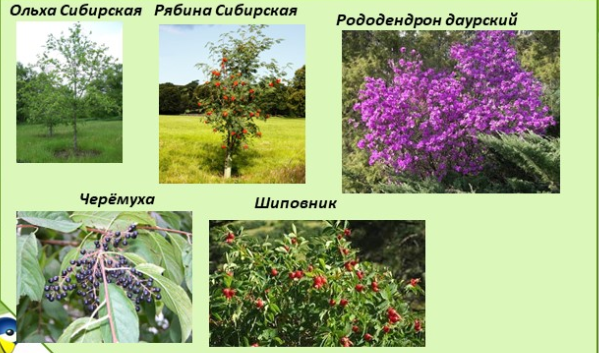 Ольха Сибирская
Рябина Сибирская
Рододендрон даурский
Черёмуха
Шиповник